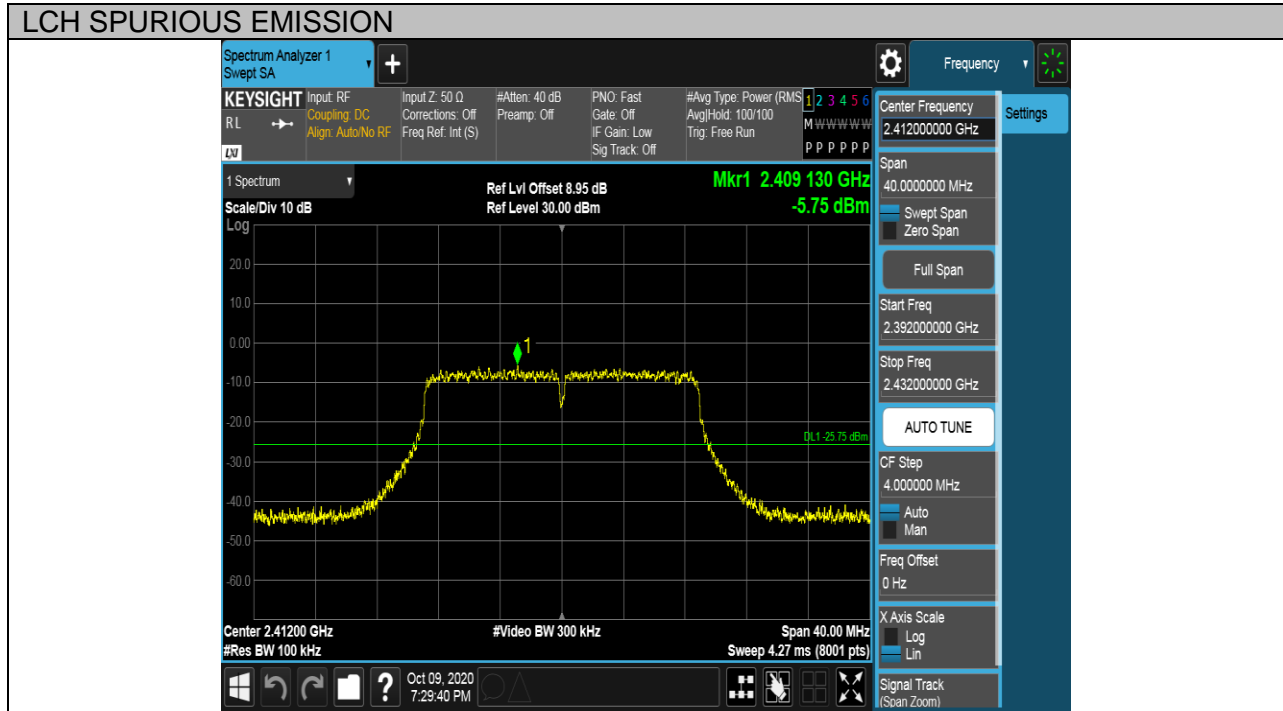 LCH SPURIOUS EMISSION
Spectrum Analyzer 1
Swept SA
+
Frequency
KEYSIGHT
RL
LXI
Input: RF
Coupling: DC
Align: Auto/No RF
Input Z: 50 Ω
Corrections: Off
Freq Ref: Int (S)
#Atten: 40 dB
Preamp: Off
PNO: Fast
Gate: Off
IF Gain: Low
Sig Track: Off
#Avg Type: Power (RMS
Avg|Hold: 100/100
Trig: Free Run
1 2 3 4 5 6
M W W W W W
P P P P P P
1 Spectrum
Scale/Div 10 dB
Ref Lvl Offset 8.95 dB
Ref Level 30.00 dBm
Mkr1 2.409 130 GHz
-5.75 dBm
Log
20.0
10.0
0.00
-10.0
-20.0
-30.0
-40.0
-50.0
-60.0
1
DL1 -25.75 dBm
Center 2.41200 GHz
#Res BW 100 kHz
#Video BW 300 kHz
Span 40.00 MHz
Sweep 4.27 ms (8001 pts)
?
Oct 09, 2020
7:29:40 PM
Center Frequency
2.412000000 GHz
Settings
Span
40.0000000 MHz
Swept Span
Zero Span
Full Span
Start Freq
2.392000000 GHz
Stop Freq
2.432000000 GHz
AUTO TUNE
CF Step
4.000000 MHz
Auto
Man
Freq Offset
0 Hz
X Axis Scale
Log
Lin
Signal Track
(Span Zoom)